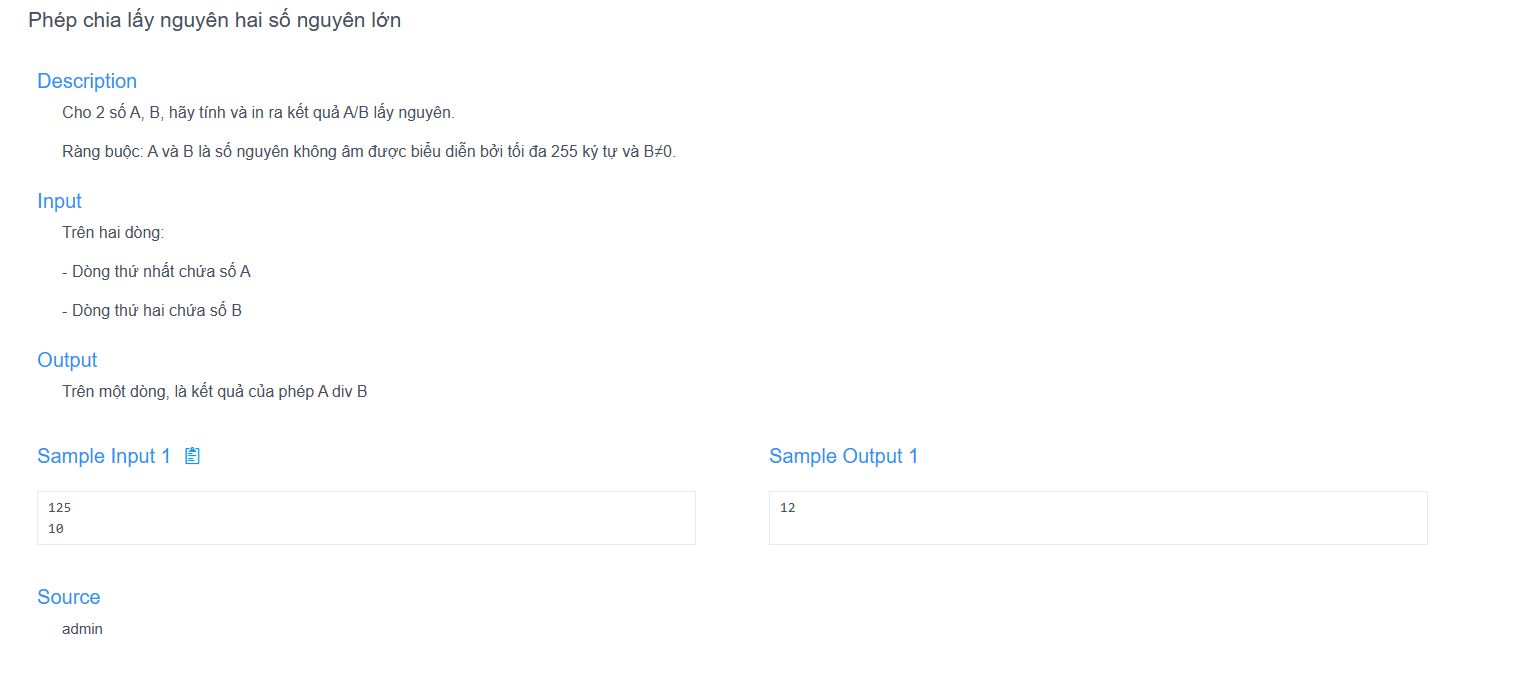 Phép chia lấy nguyên hai số nguyên lớn
Description
Cho 2 số A, B, hãy tính và in ra kết quả A/B lấy nguyên.
Ràng buộc: A và B là số nguyên không âm được biểu diễn bởi tối đa 255 ký tự và B≠0.
Input
Trên hai dòng:
- Dòng thứ nhất chứa số A
- Dòng thứ hai chứa số B
Output
Trên một dòng, là kết quả của phép A div B
Sample Input 1
125
10
Sample Output 1
12
Source
admin